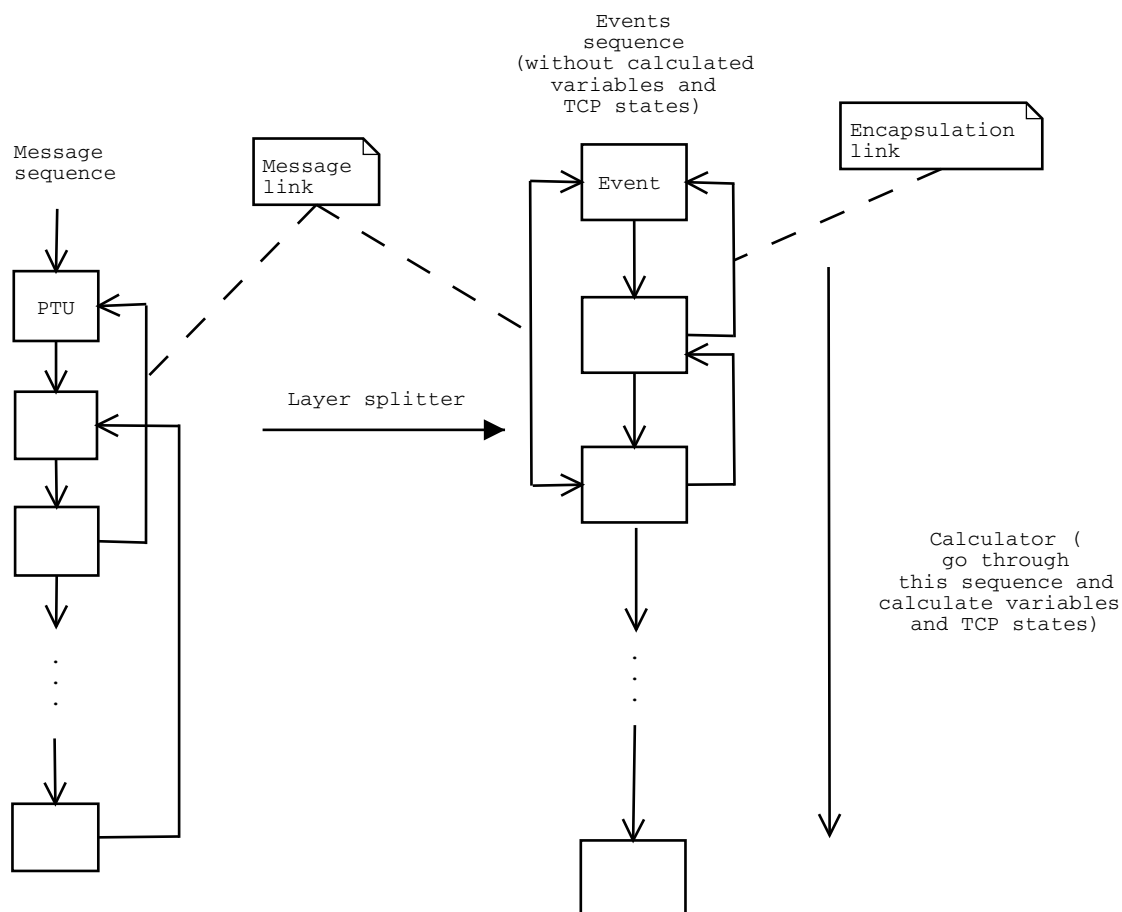 Events
sequence
(without calculated
variables and
TCP states)
Message
sequence
Message
link
Encapsulation
link
Event
PTU
Layer splitter
Calculator (
go through
this sequence and
calculate variables
and TCP states)